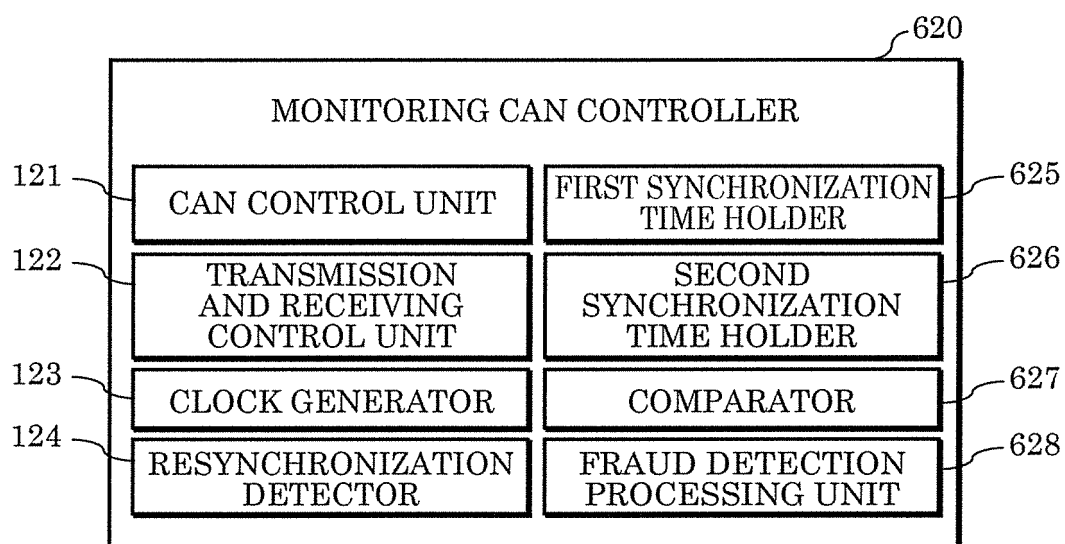 620
MONITORING CAN CONTROLLER
121
CAN CONTROL UNIT
FIRST SYNCHRONIZATION
TIME HOLDER
625
122
TRANSMISSION
AND RECEIVING
CONTROL UNIT
SECOND
SYNCHRONIZATION
TIME HOLDER
626
123
CLOCK GENERATOR
COMPARATOR
627
124
RESYNCHRONIZATION
DETECTOR
FRAUD DETECTION
PROCESSING UNIT
628